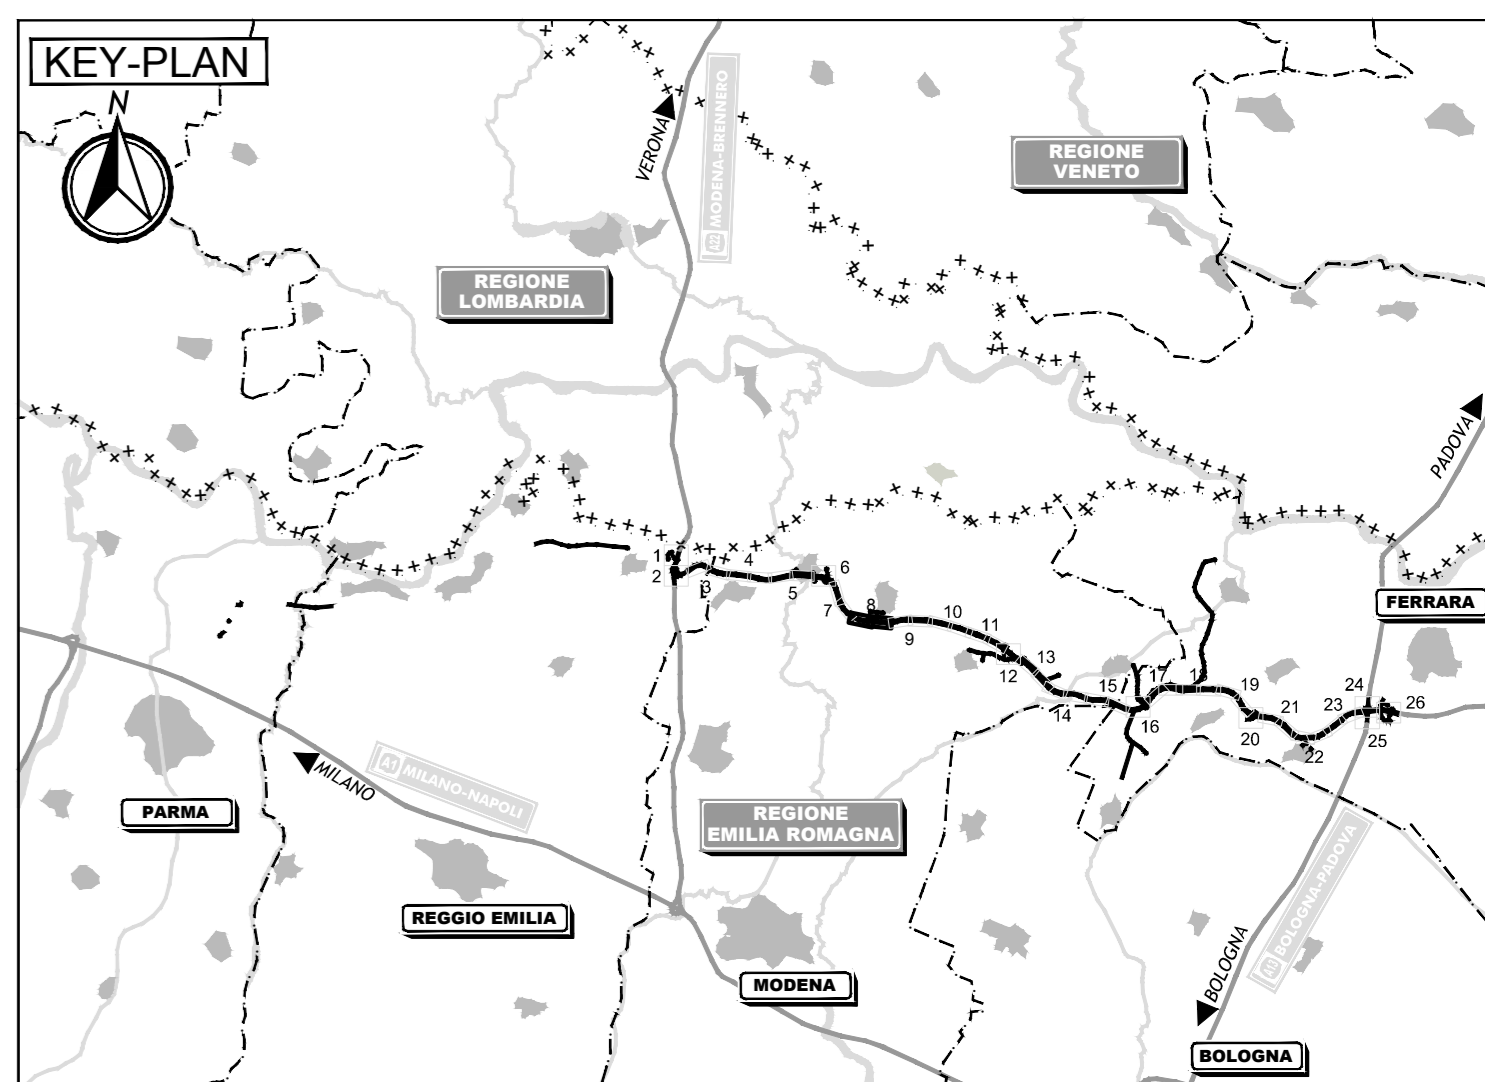 KEY-PLAN
N
VERONA
A22 MODENA-BRENNERO
REGIONE
VENETO
REGIONE
LOMBARDIA
PADOVA
1
2
3
4
5
6
7
8
9
10
11
12
13
14
15
16
17
18
19
20
21
22
23
24
25
26
FERRARA
MILANO
A1 MILANO-NAPOLI
PARMA
REGIONE
EMILIA ROMAGNA
REGGIO EMILIA
MODENA
A13 BOLOGNA-PADOVA
BOLOGNA
BOLOGNA